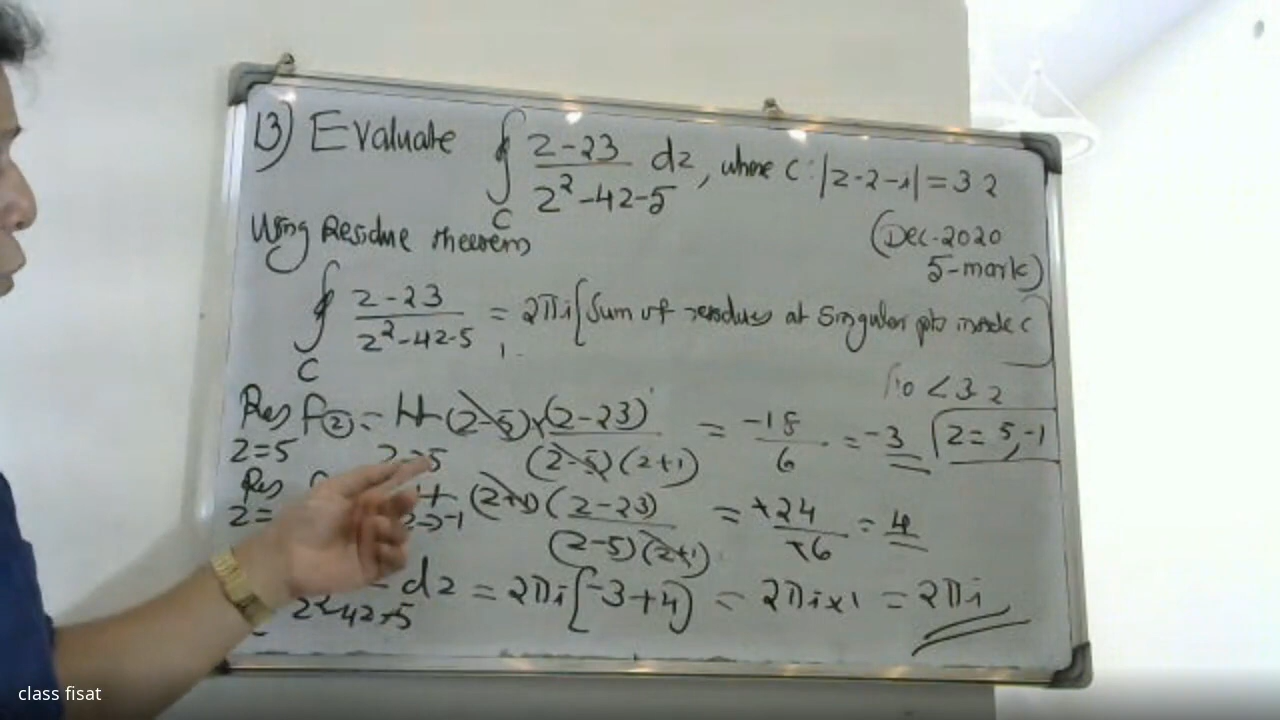 13) Evaluate ∮_C (z-23)/(z²-4z-5) dz, where C: |z-2-i| = 3.2
(Dec-2020
5-mark)
Using Residue theorem
∮_C (z-23)/(z²-4z-5) = 2πi [Sum of residues at singular pts inside C]
√10 < 3.2
z = 5, -1
Res f(z) = lt (z-5) × (z-23)/((z-5)(z+1)) = -18/6 = -3
z=5 z→5
Res lt (z+1) (z-23)/((z-5)(z+1)) = +24/+6 = 4
z= z→-1
z²-4z-5 dz = 2πi [-3+4] = 2πi×1 = 2πi
class fisat